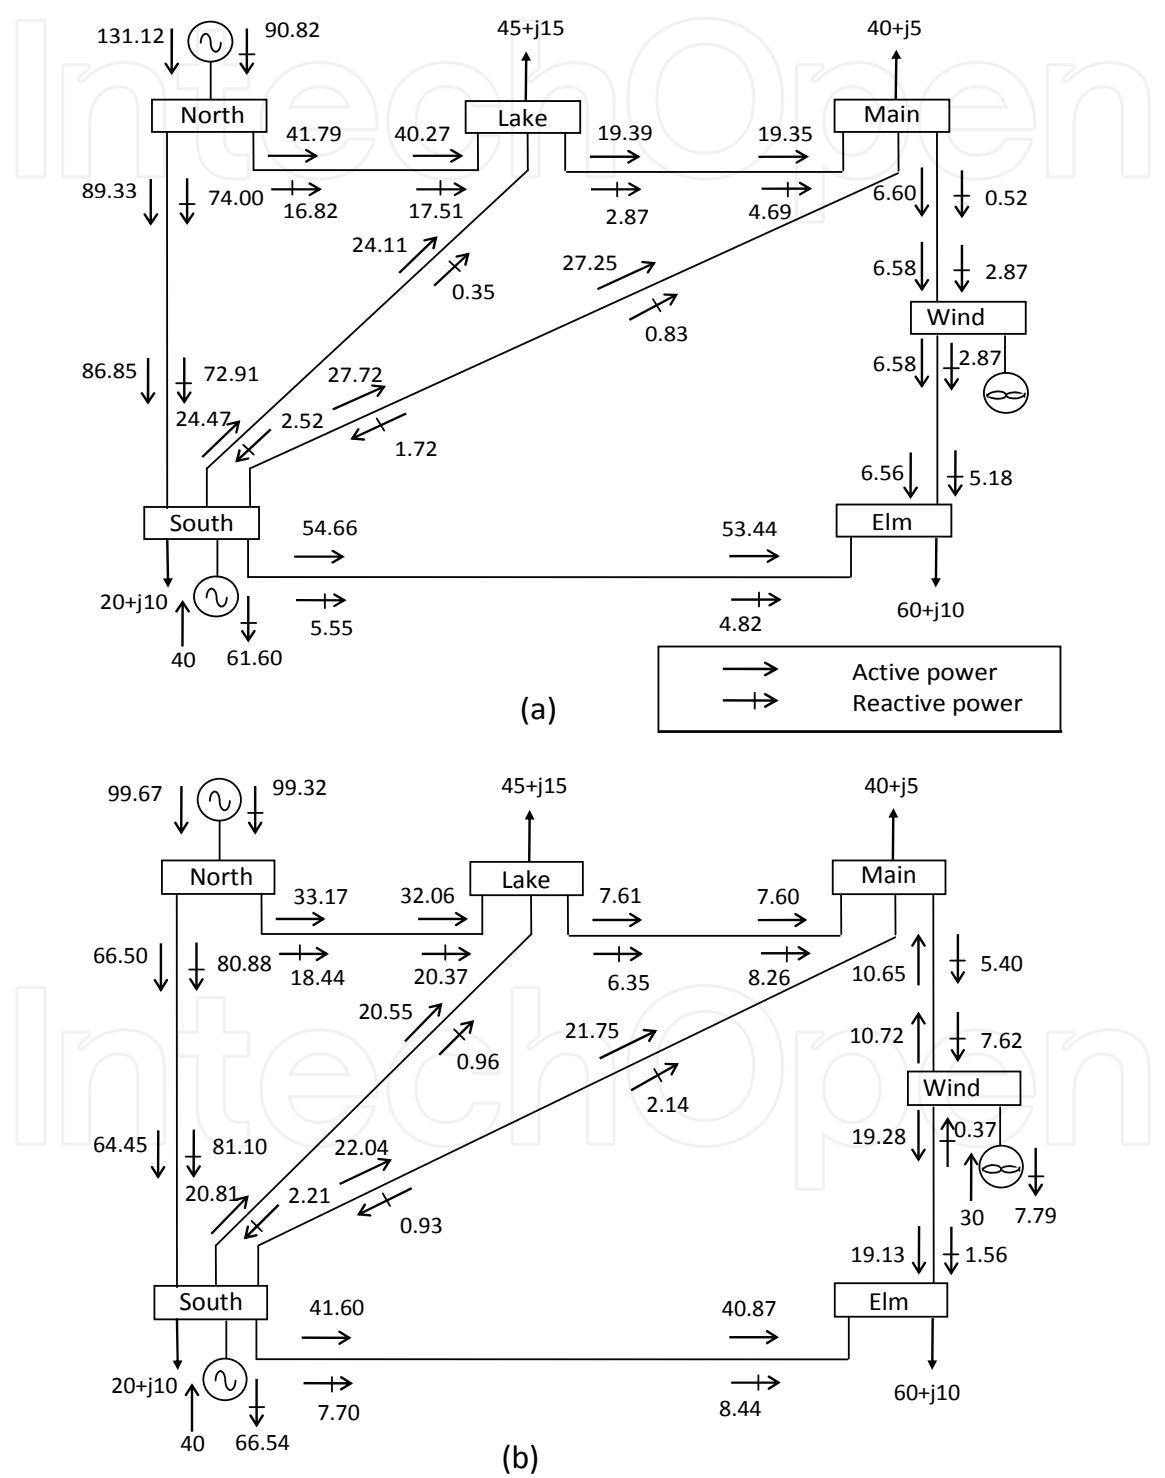 IntechOpen
45+j15
40+j5
131.12
90.82
North
Lake
Main
41.79
40.27
19.39
19.35
89.33
74.00
16.82
17.51
2.87
4.69
6.60
0.52
24.11
0.35
27.25
0.83
6.58
2.87
Wind
86.85
72.91
27.72
6.58
2.87
24.47
2.52
1.72
6.56
5.18
South
Elm
54.66
53.44
20+j10
5.55
4.82
60+j10
40
61.60
Active power
Reactive power
(a)
45+j15
40+j5
99.67
99.32
North
Lake
Main
33.17
32.06
7.61
7.60
66.50
80.88
18.44
20.37
6.35
8.26
10.65
5.40
IntechOpen
20.55
0.96
21.75
2.14
10.72
7.62
Wind
64.45
81.10
22.04
19.28
0.37
20.81
2.21
0.93
30
7.79
19.13
1.56
South
Elm
41.60
40.87
20+j10
7.70
8.44
60+j10
40
66.54
(b)